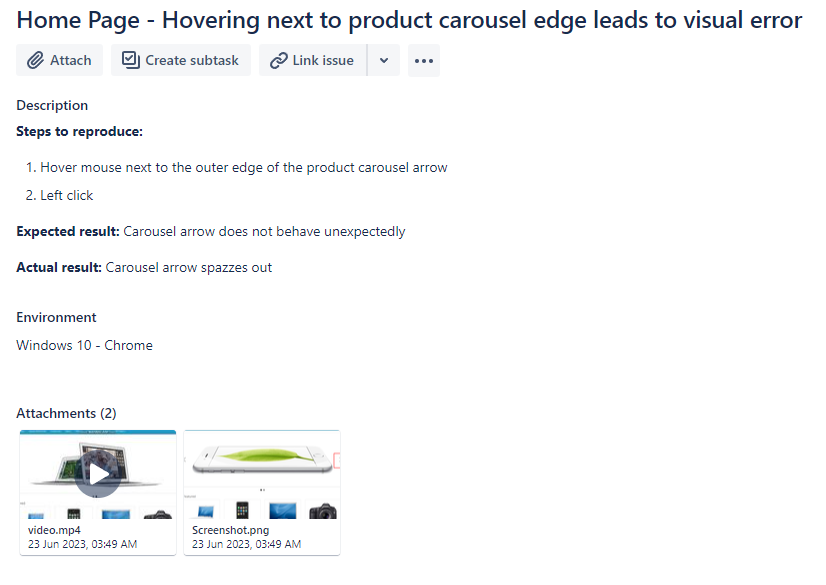 Home Page - Hovering next to product carousel edge leads to visual error
Attach Create subtask Link issue
Description
Steps to reproduce:
1. Hover mouse next to the outer edge of the product carousel arrow
2. Left click
Expected result: Carousel arrow does not behave unexpectedly
Actual result: Carousel arrow spazzes out
Environment
Windows 10 - Chrome
Attachments (2)
video.mp4 Screenshot.png
23 Jun 2023, 03:49 AM 23 Jun 2023, 03:49 AM